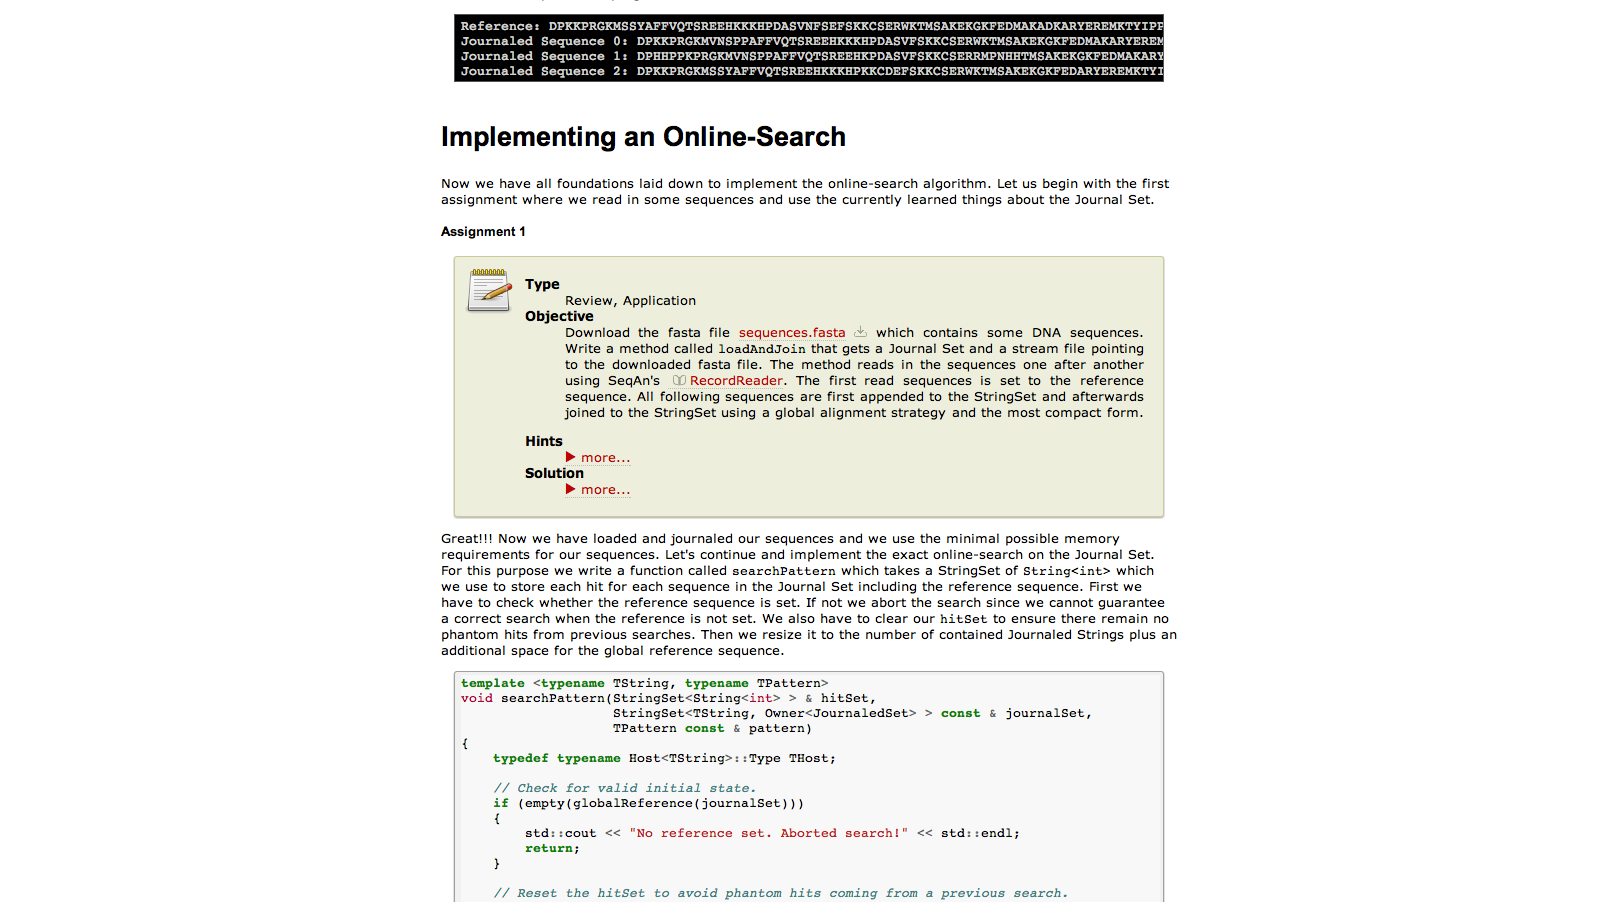 Reference: DPKKPRGKMSSYAFFVQTSREEHKKKHPDASVNFSEFSKKCSERWKTMSAKEKGKFEDMAKADKARYEREMKTYIPP
Journaled Sequence 0: DPKKPRGKMVNSPPAFFVQTSREEHKKKHPDASVFSKKCSERWKTMSAKEKGKFEDMAKARYEREM
Journaled Sequence 1: DPHHPPKPRGKMVNSPPAFFVQTSREEHKPDASVFSKKCSERRMPNHHTMSAKEKGKFEDMAKARY
Journaled Sequence 2: DPKKPRGKMSSYAFFVQTSREEHKKKHPKKCDEFSKKCSERWKTMSAKEKGKFEDARYEREMKTYI
Implementing an Online-Search
Now we have all foundations laid down to implement the online-search algorithm. Let us begin with the first
assignment where we read in some sequences and use the currently learned things about the Journal Set.
Assignment 1
Type
Review, Application
Objective
Download the fasta file sequences.fasta which contains some DNA sequences.
Write a method called loadAndJoin that gets a Journal Set and a stream file pointing
to the downloaded fasta file. The method reads in the sequences one after another
using SeqAn's RecordReader. The first read sequences is set to the reference
sequence. All following sequences are first appended to the StringSet and afterwards
joined to the StringSet using a global alignment strategy and the most compact form.
Hints
more...
Solution
more...
Great!!! Now we have loaded and journaled our sequences and we use the minimal possible memory
requirements for our sequences. Let's continue and implement the exact online-search on the Journal Set.
For this purpose we write a function called searchPattern which takes a StringSet of String<int> which
we use to store each hit for each sequence in the Journal Set including the reference sequence. First we
have to check whether the reference sequence is set. If not we abort the search since we cannot guarantee
a correct search when the reference is not set. We also have to clear our hitSet to ensure there remain no
phantom hits from previous searches. Then we resize it to the number of contained Journaled Strings plus an
additional space for the global reference sequence.
template <typename TString, typename TPattern>
void searchPattern(StringSet<String<int> > & hitSet,
StringSet<TString, Owner<JournaledSet> > const & journalSet,
TPattern const & pattern)
{
typedef typename Host<TString>::Type THost;
// Check for valid initial state.
if (empty(globalReference(journalSet)))
{
std::cout << "No reference set. Aborted search!" << std::endl;
return;
}
// Reset the hitSet to avoid phantom hits coming from a previous search.